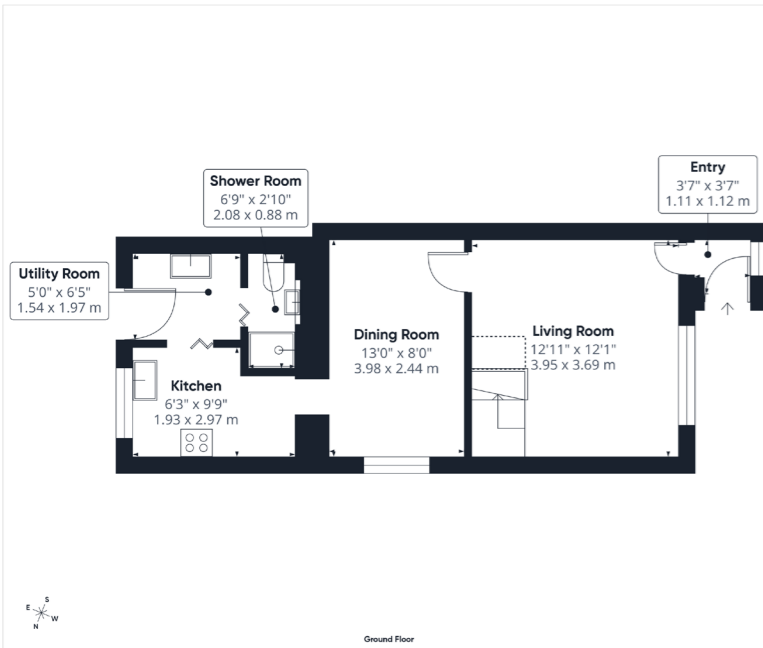 Entry
3'7" x 3'7"
1.11 x 1.12 m
Shower Room
6'9" x 2'10"
2.08 x 0.88 m
Utility Room
5'0" x 6'5"
1.54 x 1.97 m
Dining Room
13'0" x 8'0"
3.98 x 2.44 m
Living Room
12'11" x 12'1"
3.95 x 3.69 m
Kitchen
6'3" x 9'9"
1.93 x 2.97 m
S
E
W
N
Ground Floor